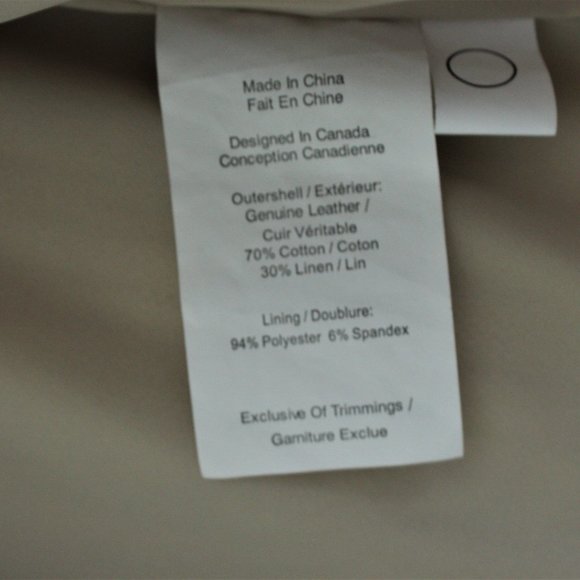 Made In China
Fait En Chine
Designed In Canada
Conception Canadienne
Outershell / Extérieur:
Genuine Leather /
Cuir Véritable
70% Cotton / Coton
30% Linen / Lin
Lining / Doublure:
94% Polyester 6% Spandex
Exclusive Of Trimmings /
Garniture Exclue